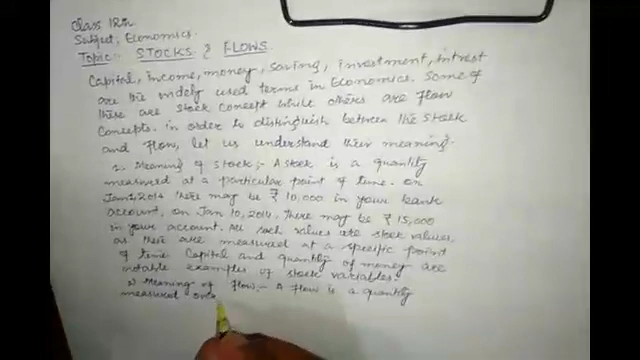 Class 12th
Subject; Economics.
Topic:- STOCKS & FLOWS
Capital, income, money, saving, investment, intrest
are the widely used terms in Economics. Some of
there are stock concept while others are flow
concepts. in order to distinguish between the stock
and flow, let us understand their meaning.
1. Meaning of Stock;- A stock is a quantity
measured at a particular point of time. on
Jan 1, 2014 there may be ₹ 10,000 in your bank
account, on Jan 10, 2014, there may be ₹ 15,000
in your account. All such values are stock values,
as there are measured at a specific point
of time. Capital and quantity of money are
notable examples of stock variables.
2) Meaning of Flow;- A flow is a quantity
measured over